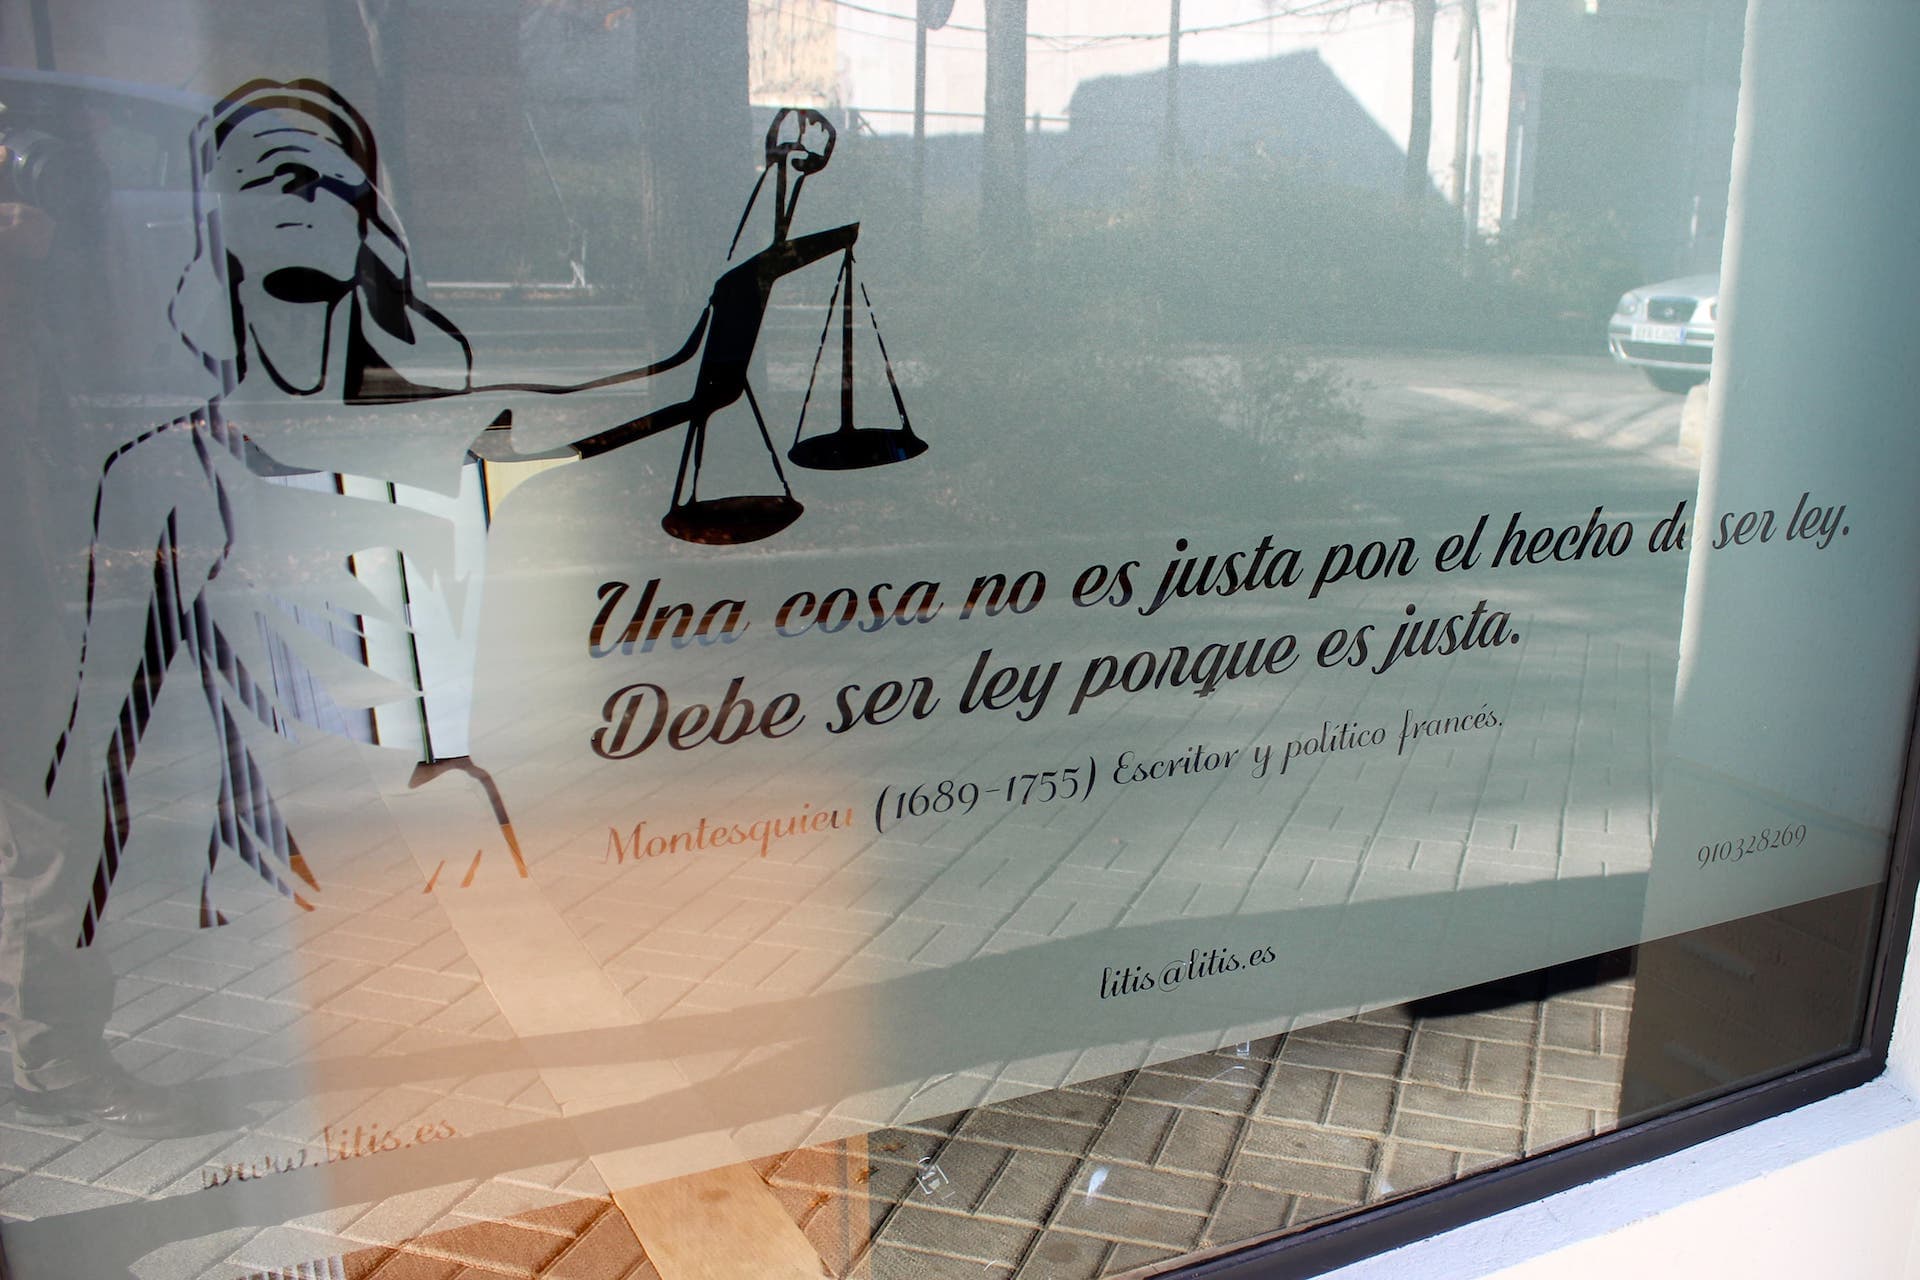 Una cosa no es justa por el hecho de ser ley.
Debe ser ley porque es justa.
Montesquieu (1689-1755) Escritor y político francés.
910328269
litis@litis.es
www.litis.es